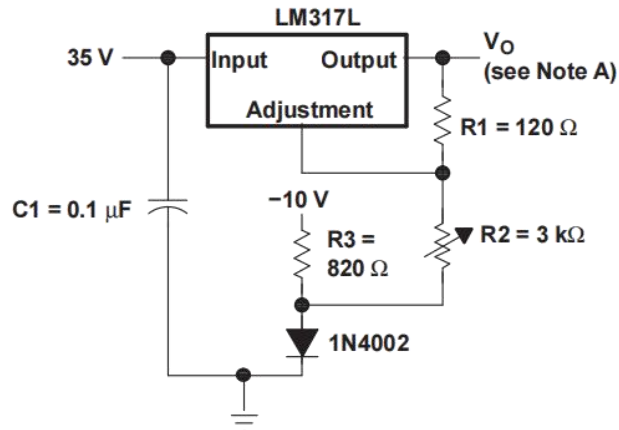 LM317L
35 V
Input
Output
Adjustment
VO
(see Note A)
R1 = 120 Ω
−10 V
C1 = 0.1 µF
R3 =
820 Ω
R2 = 3 kΩ
1N4002